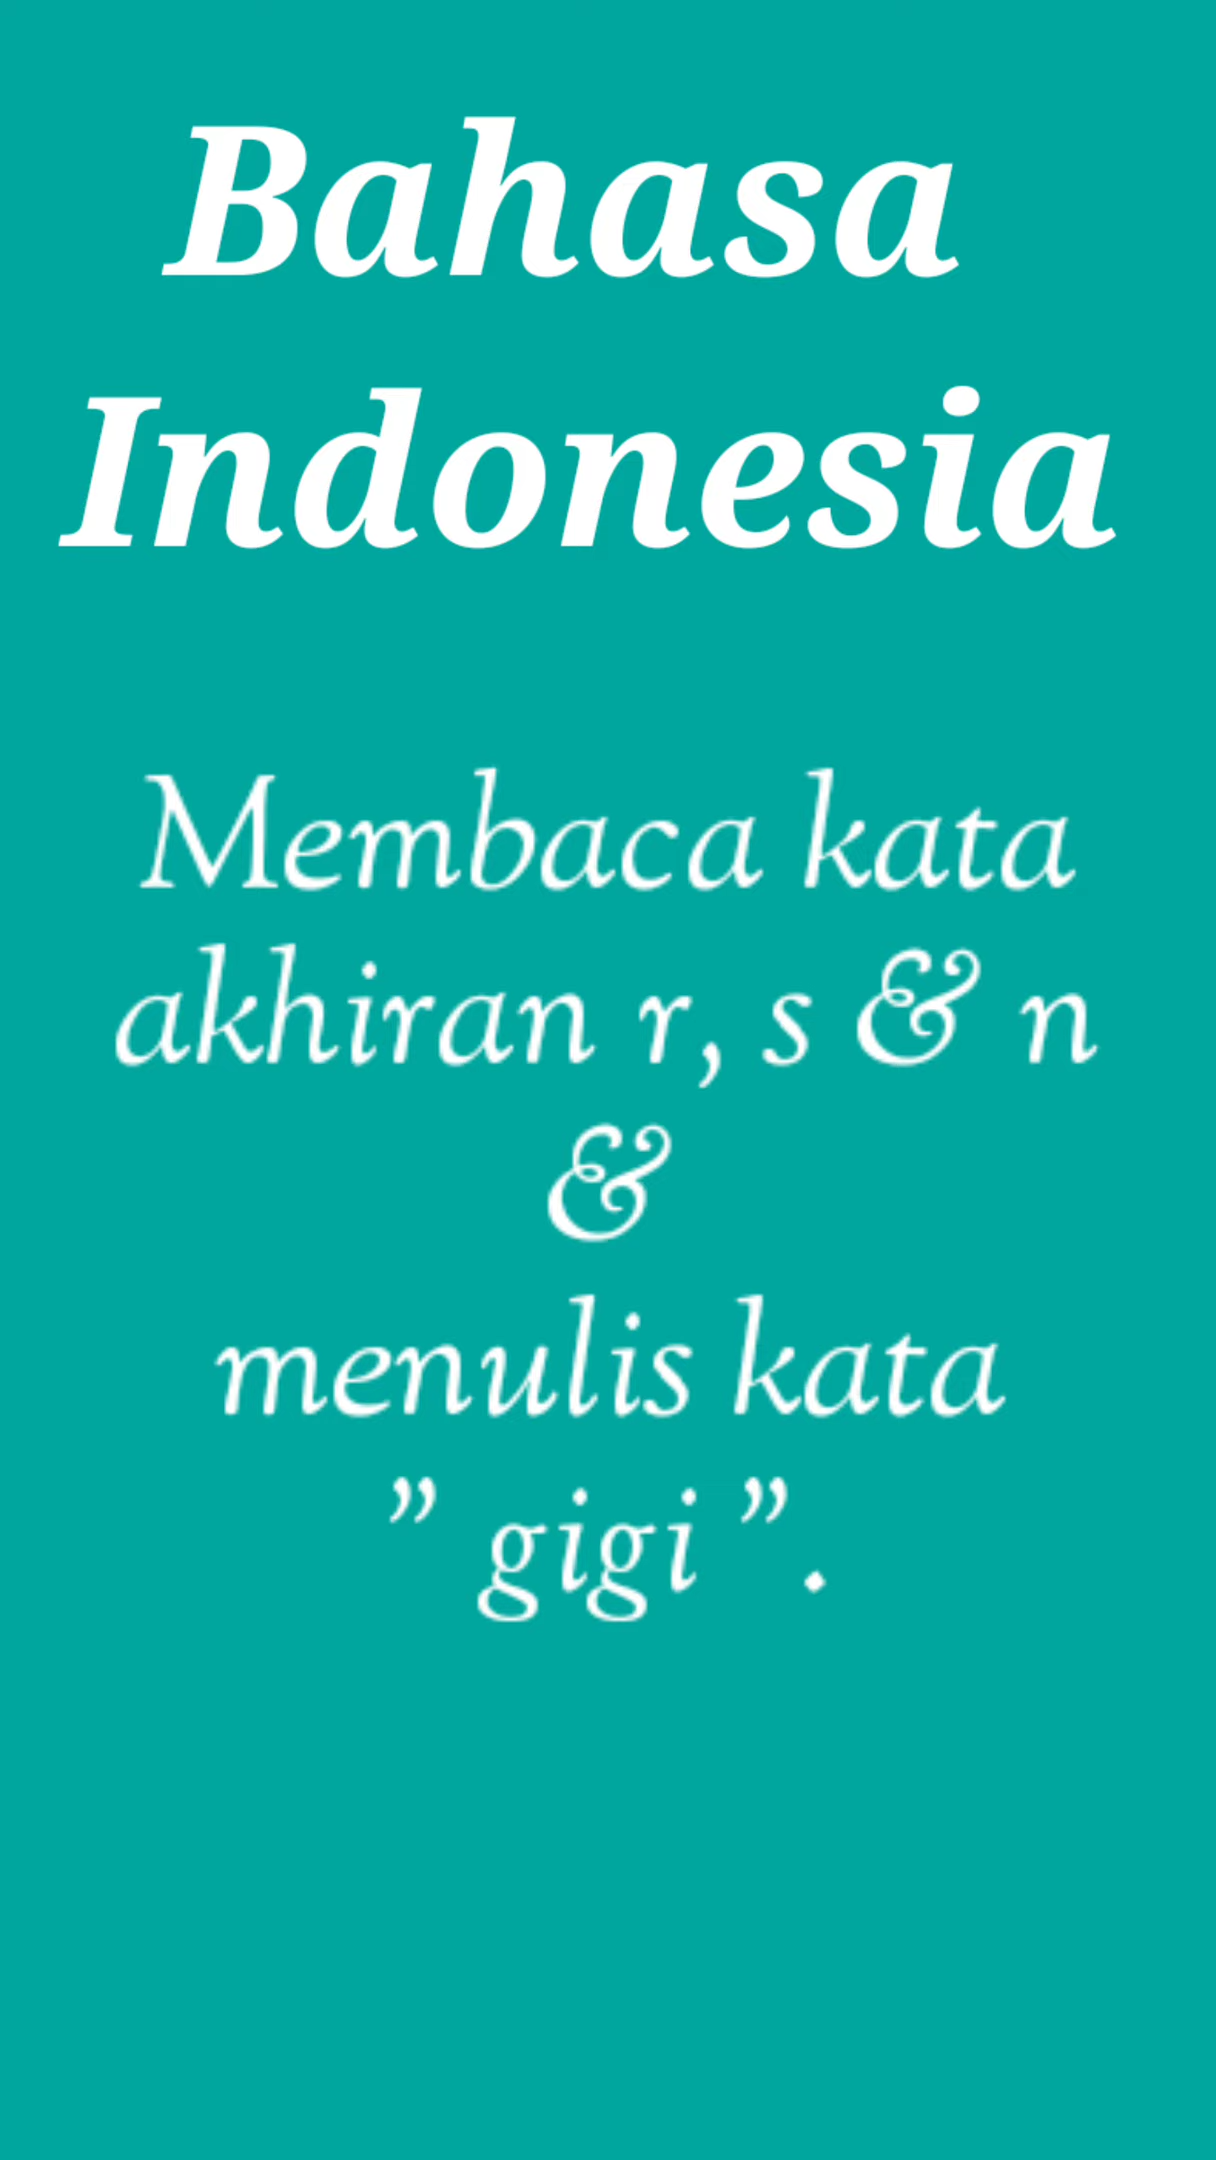 Bahasa
Indonesia
Membaca kata
akhiran r, s & n
&
menulis kata
” gigi ”.